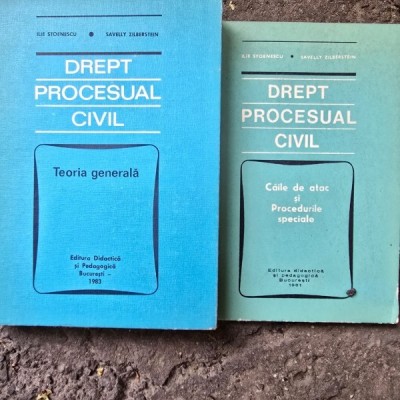 ILIE STOENESCU • SAVELLY ZILBERSTEIN
DREPT
PROCESUAL
CIVIL
Teoria generală
Editura Didactică
și Pedagogică
București -
1983
ILIE STOENESCU • SAVELLY ZILBERSTEIN
DREPT
PROCESUAL
CIVIL
Căile de atac
și
Procedurile
speciale
Editura didactică
și pedagogică
București
1981